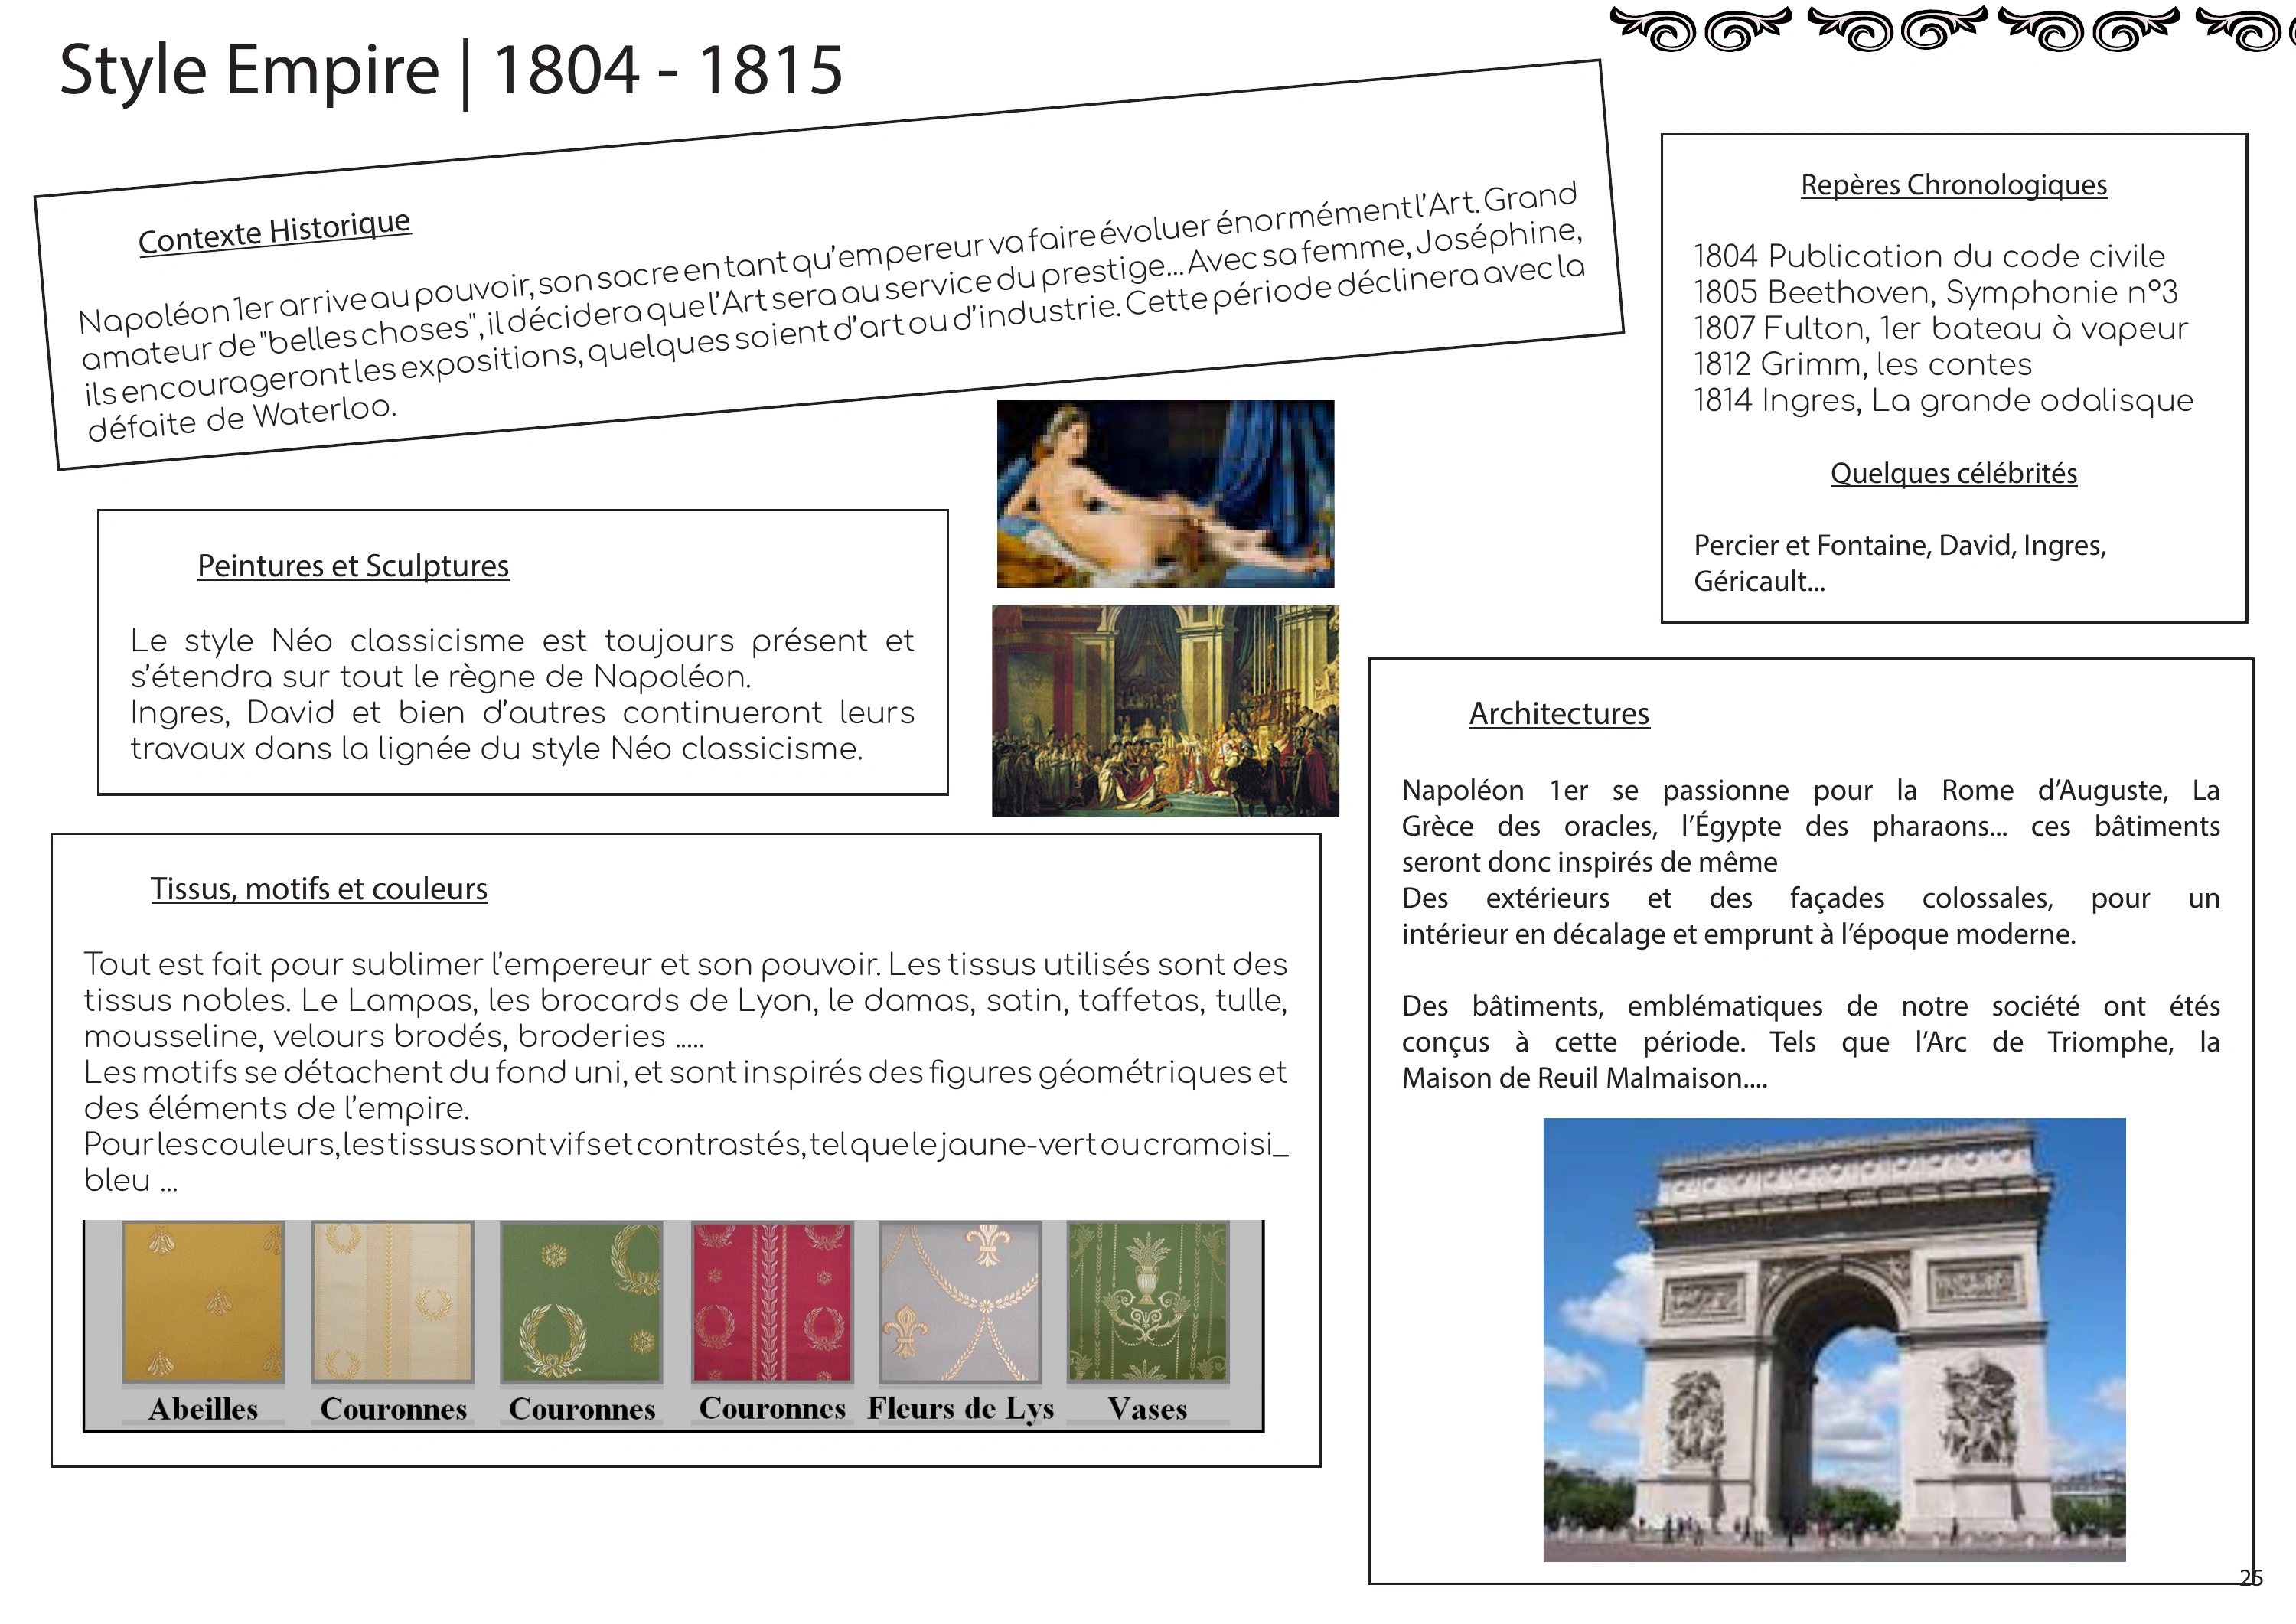 Style Empire | 1804 - 1815
Contexte Historique
Napoléon 1er arrive au pouvoir, son sacre en tant qu'empereur va faire évoluer énormément l'Art. Grand
amateur de "belles choses", il décidera que l'Art sera au service du prestige... Avec sa femme, Joséphine,
ils encourageront les expositions, quelques soient d'art ou d'industrie. Cette période déclinera avec la
défaite de Waterloo.
Repères Chronologiques
1804 Publication du code civile
1805 Beethoven, Symphonie n°3
1807 Fulton, 1er bateau à vapeur
1812 Grimm, les contes
1814 Ingres, La grande odalisque
Quelques célébrités
Percier et Fontaine, David, Ingres,
Géricault...
Peintures et Sculptures
Le style Néo classicisme est toujours présent et
s'étendra sur tout le règne de Napoléon.
Ingres, David et bien d'autres continueront leurs
travaux dans la lignée du style Néo classicisme.
Tissus, motifs et couleurs
Tout est fait pour sublimer l'empereur et son pouvoir. Les tissus utilisés sont des
tissus nobles. Le Lampas, les brocards de Lyon, le damas, satin, taffetas, tulle,
mousseline, velours brodés, broderies .....
Les motifs se détachent du fond uni, et sont inspirés des figures géométriques et
des éléments de l'empire.
Pour les couleurs, les tissus sont vifs et contrastés, tel que le jaune-vert ou cramoisi_
bleu ...
Abeilles Couronnes Couronnes Couronnes Fleurs de Lys Vases
Architectures
Napoléon 1er se passionne pour la Rome d'Auguste, La
Grèce des oracles, l'Égypte des pharaons... ces bâtiments
seront donc inspirés de même
Des extérieurs et des façades colossales, pour un
intérieur en décalage et emprunt à l'époque moderne.
Des bâtiments, emblématiques de notre société ont étés
conçus à cette période. Tels que l'Arc de Triomphe, la
Maison de Reuil Malmaison....
25